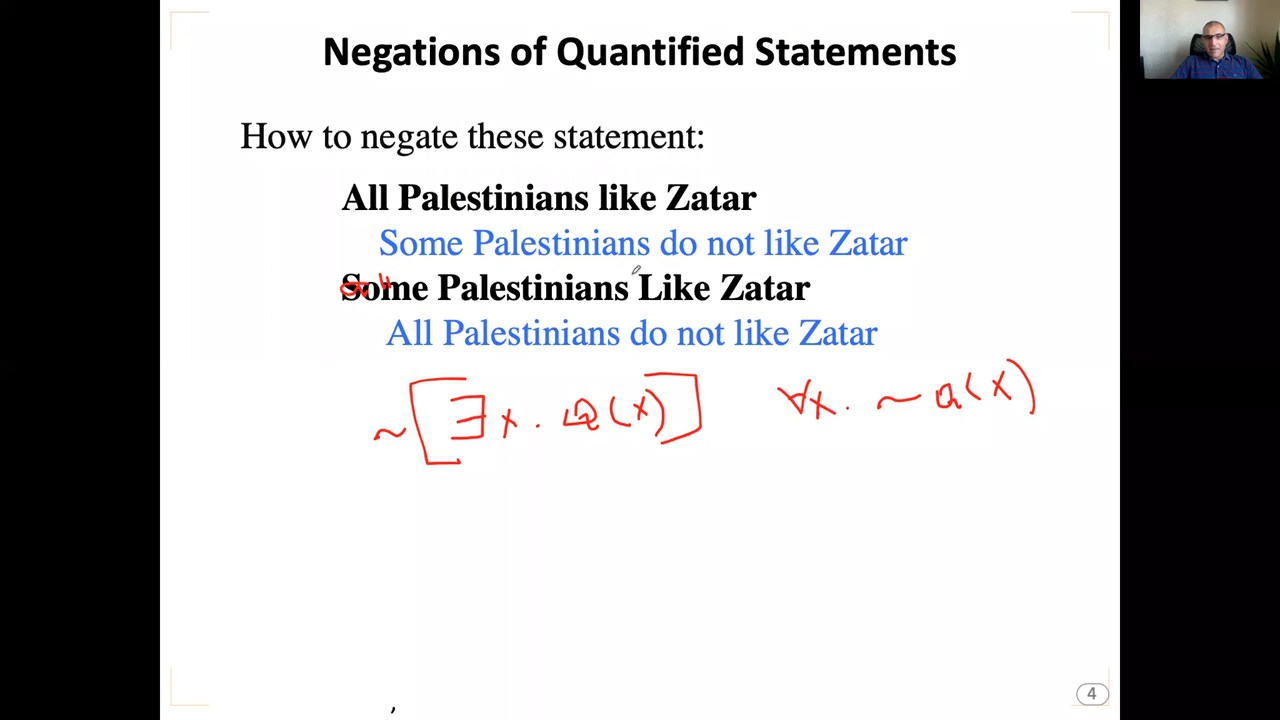 Negations of Quantified Statements
How to negate these statement:
All Palestinians like Zatar
Some Palestinians do not like Zatar
Some Palestinians Like Zatar
All Palestinians do not like Zatar
~[∃x. Q(x)] ∀x. ~Q(x)
4